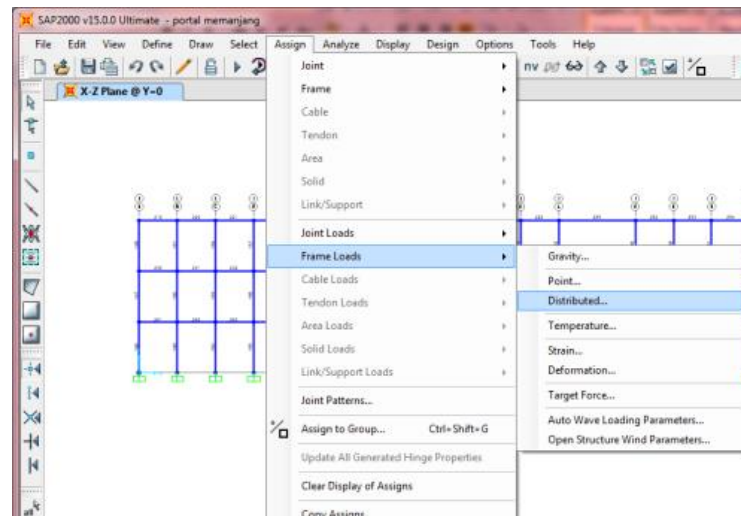 SAP2000 v15.0.0 Ultimate - portal memanjang
File Edit View Define Draw Select Assign Analyze Display Design Options Tools Help
nv
X-Z Plane @ Y=0
Joint
Frame
Cable
Tendon
Area
Solid
Link/Support
Joint Loads
Frame Loads
Cable Loads
Tendon Loads
Area Loads
Solid Loads
Link/Support Loads
Joint Patterns...
Assign to Group... Ctrl+Shift+G
Update All Generated Hinge Properties
Clear Display of Assigns
Copy Assigns
Gravity...
Point...
Distributed...
Temperature...
Strain...
Deformation...
Target Force...
Auto Wave Loading Parameters...
Open Structure Wind Parameters...